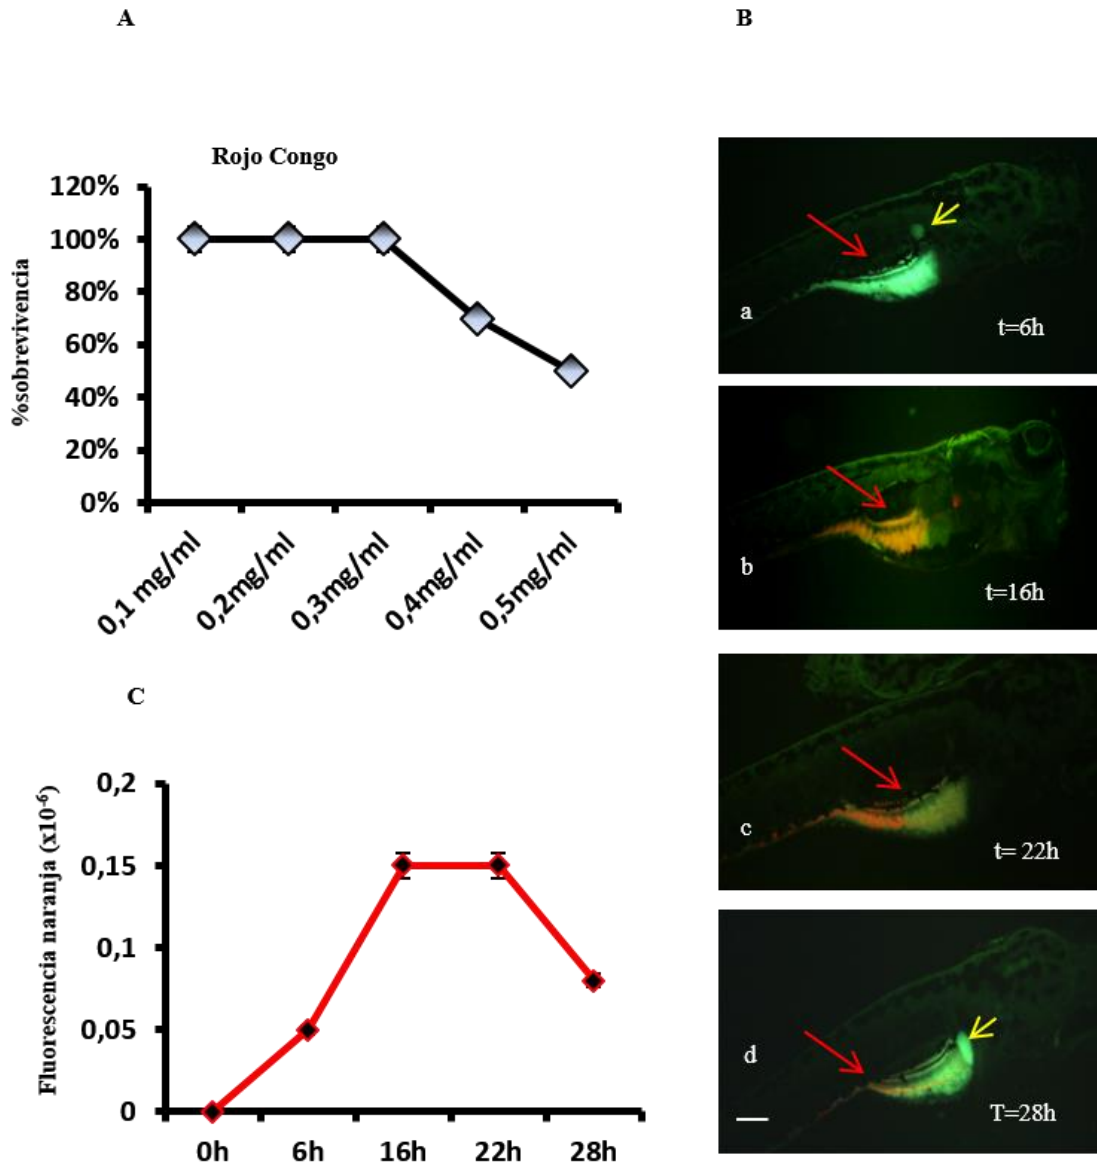 A
Rojo Congo
%sobrevivencia
120%
100%
80%
60%
40%
20%
0%
0,1 mg/ml
0,2mg/ml
0,3mg/ml
0,4mg/ml
0,5mg/ml
B
a
t=6h
b
t=16h
c
t= 22h
d
T=28h
C
Fluorescencia naranja (x10⁻⁶)
0,2
0,15
0,1
0,05
0
0h
6h
16h
22h
28h